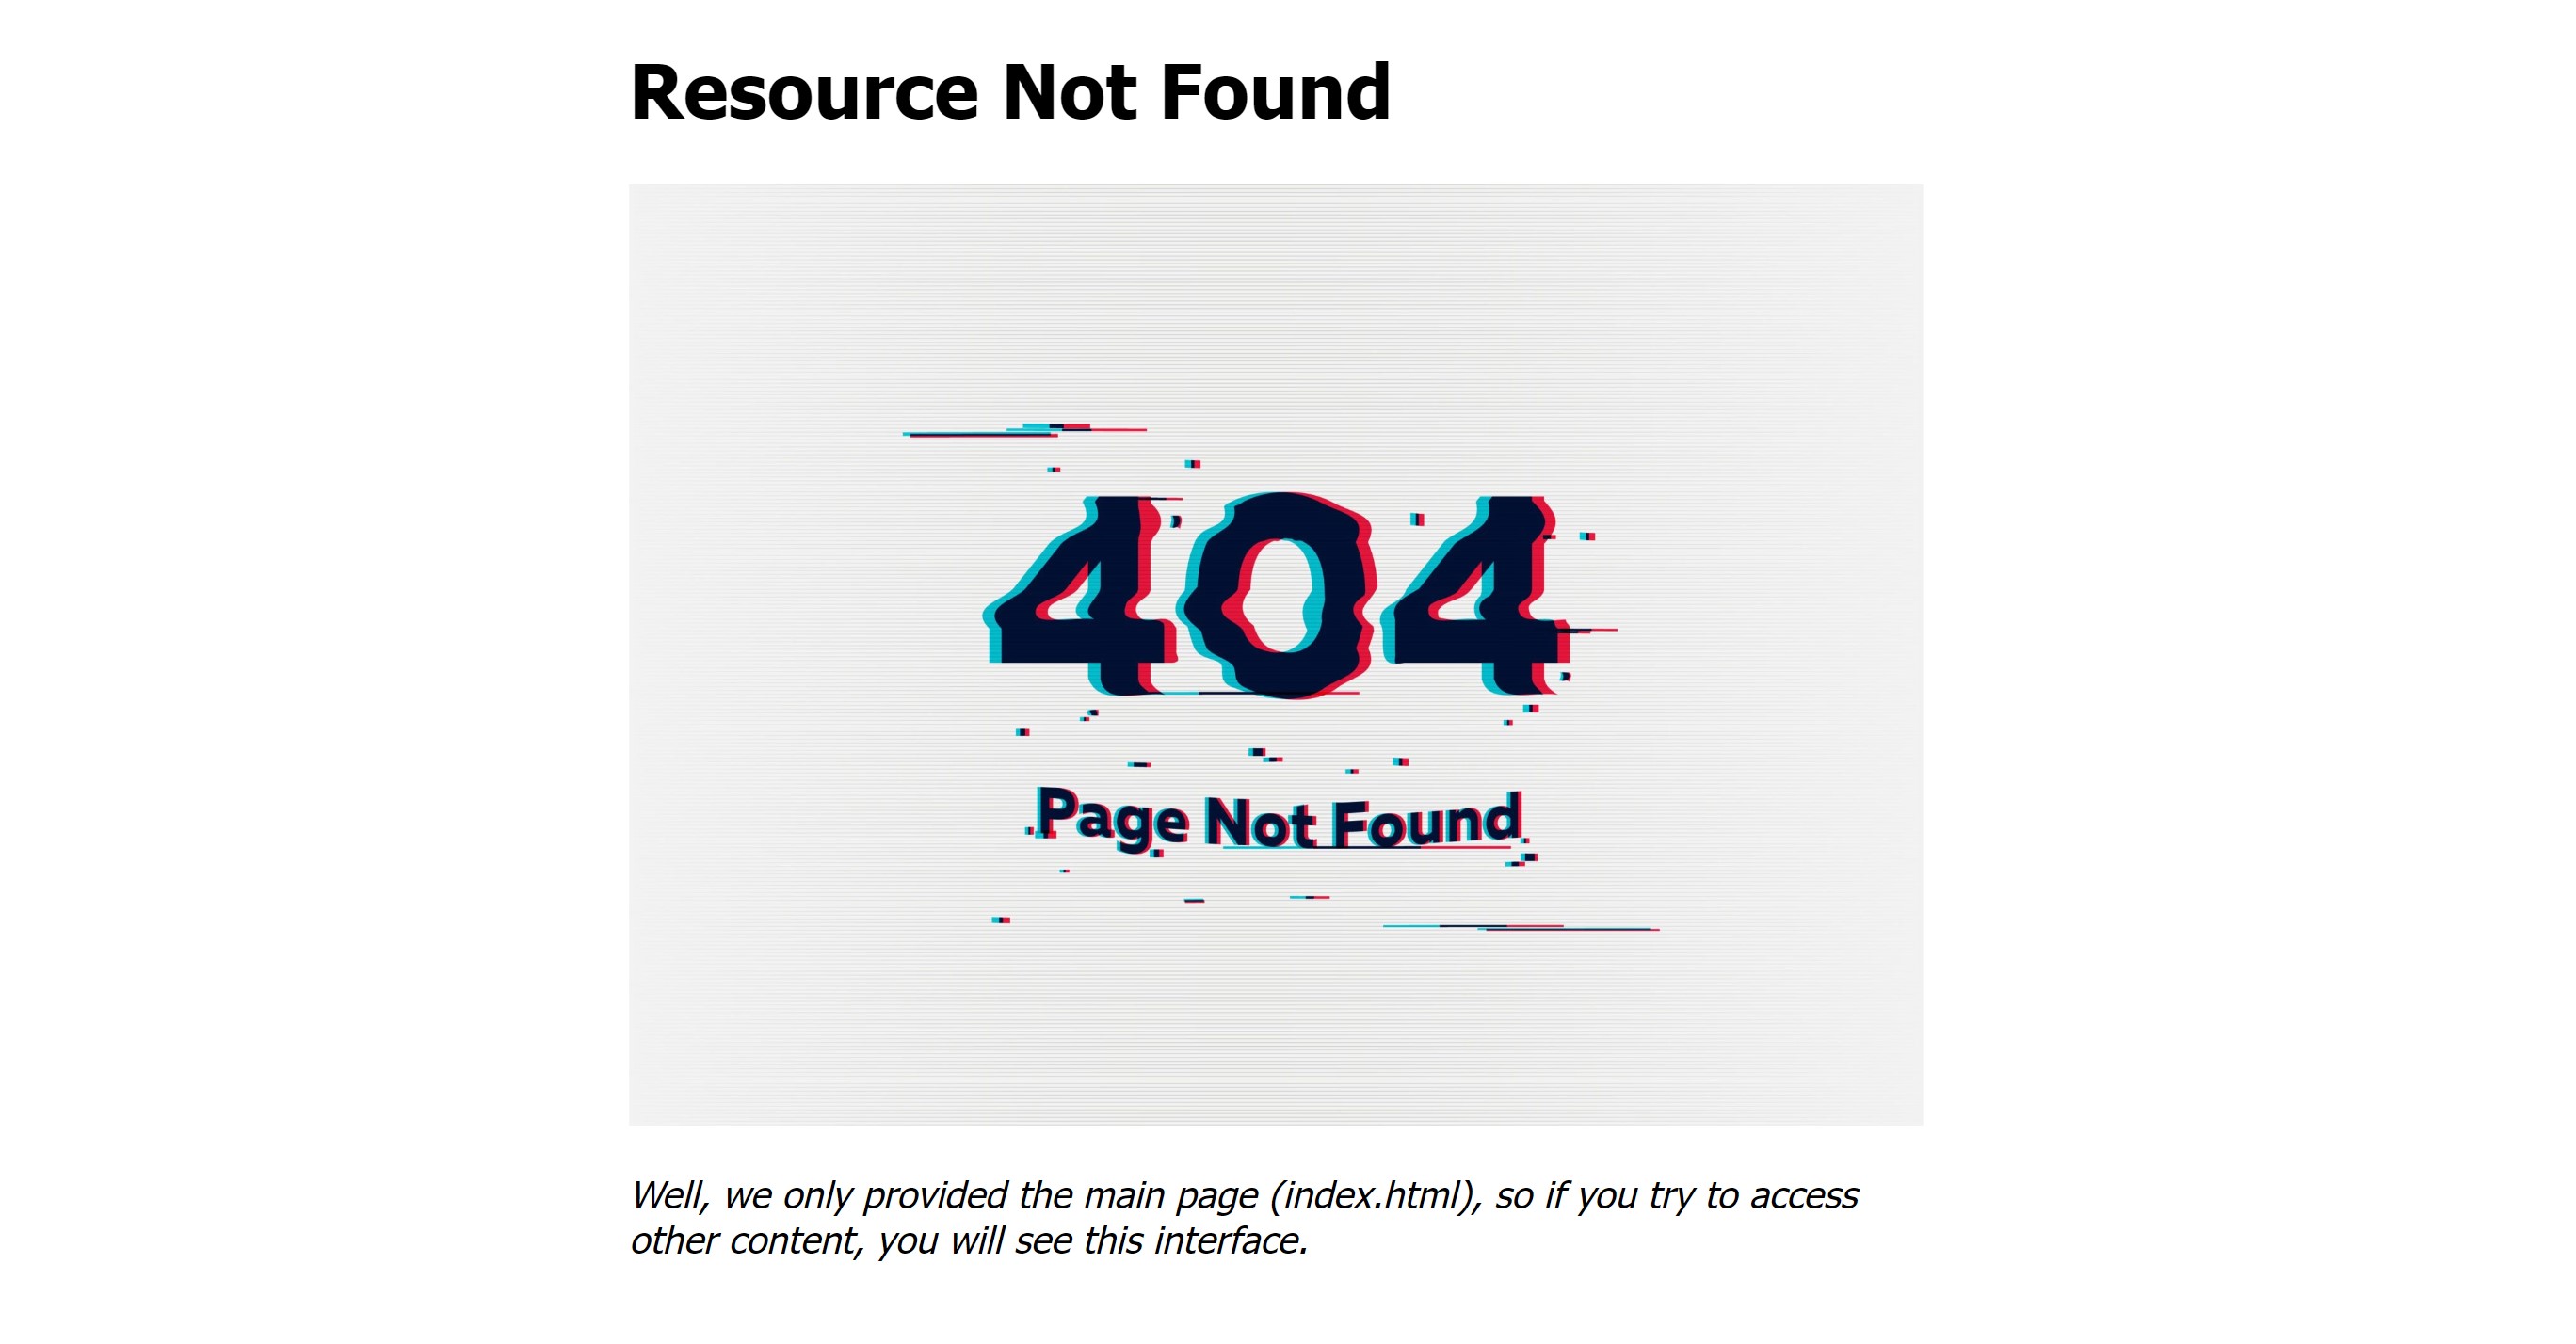 Resource Not Found
404
Page Not Found
Well, we only provided the main page (index.html), so if you try to access
other content, you will see this interface.